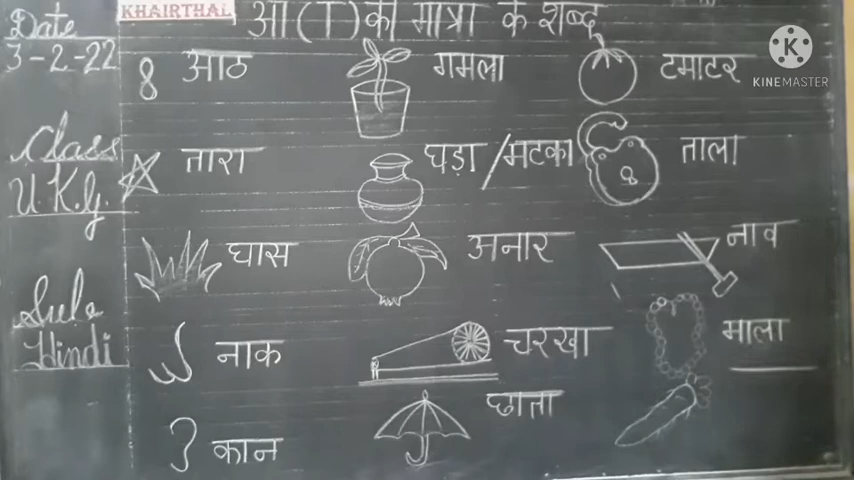 KHAIRTHAL
आ(ा) की मात्रा के शब्द
Date
3-2-22
Class
U.K.G.
Sub
Hindi
8 आठ
गमला
टमाटर
तारा
घड़ा/मटका
ताला
घास
अनार
नाव
नाक
चरखा
माला
कान
छाता
K
KINEMASTER